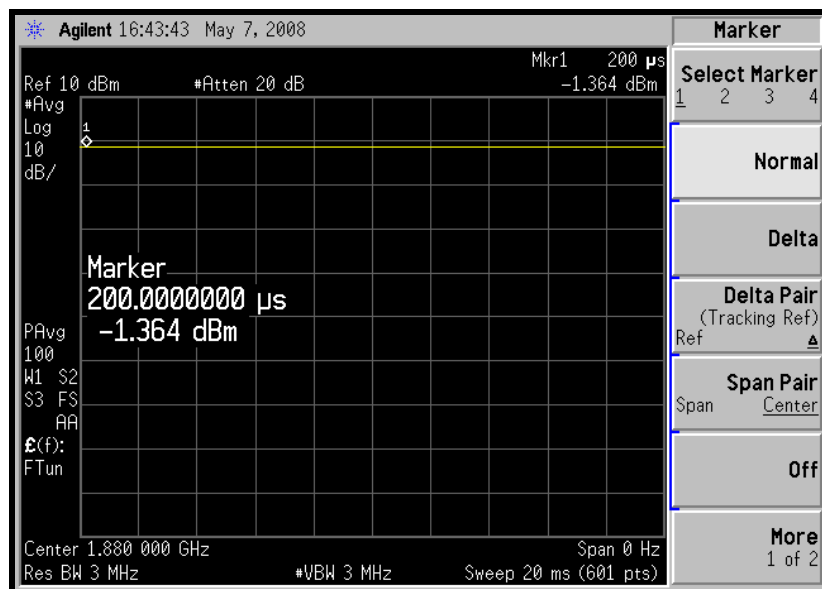 Agilent 16:43:43 May 7, 2008
Marker
Mkr1 200 µs
Ref 10 dBm #Atten 20 dB -1.364 dBm
#Avg
Log
10
dB/
1
Marker
200.0000000 µs
-1.364 dBm
PAvg
100
W1 S2
S3 FS
AA
£(f):
FTun
Center 1.880 000 GHz Span 0 Hz
Res BW 3 MHz #VBW 3 MHz Sweep 20 ms (601 pts)
Select Marker
1 2 3 4
Normal
Delta
Delta Pair
(Tracking Ref)
Ref Δ
Span Pair
Span Center
Off
More
1 of 2